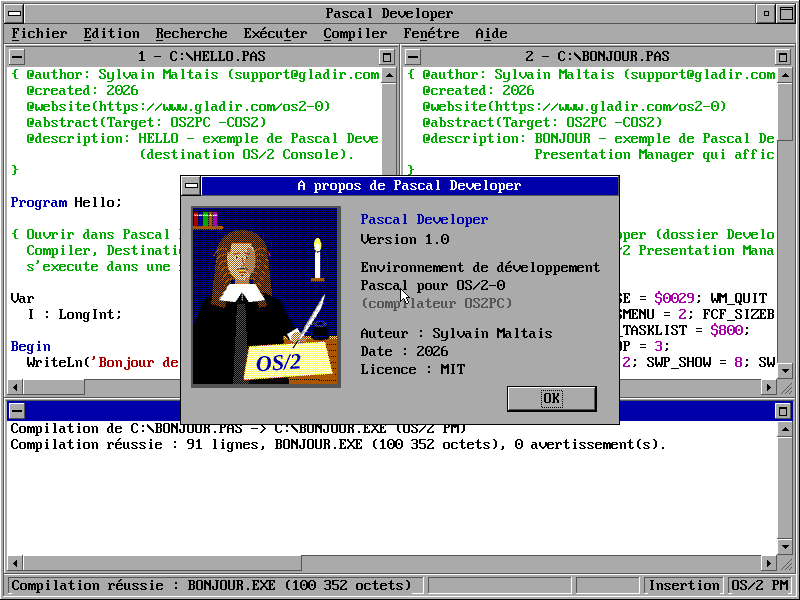 Pascal Developer
Fichier Edition Recherche Exécuter Compiler Fenêtre Aide
1 - C:\HELLO.PAS
{ @author: Sylvain Maltais (support@gladir.com
@created: 2026
@website(https://www.gladir.com/os2-0)
@abstract(Target: OS2PC -COS2)
@description: HELLO - exemple de Pascal Deve
(destination OS/2 Console).
}
Program Hello;
{ Ouvrir dans Pascal
Compiler, Destinatio
s'execute dans une
Var
I : LongInt;
Begin
WriteLn('Bonjour de
2 - C:\BONJOUR.PAS
{ @author: Sylvain Maltais (support@gladir.com
@created: 2026
@website(https://www.gladir.com/os2-0)
@abstract(Target: OS2PC -COS2)
@description: BONJOUR - exemple de Pascal De
Presentation Manager qui affic
}
oper (dossier Develo
/2 Presentation Mana
SE = $0029; WM_QUIT
SMENU = 2; FCF_SIZEB
_TASKLIST = $800;
OP = 3;
2; SWP_SHOW = 8; SW
A propos de Pascal Developer
OS/2
Pascal Developer
Version 1.0
Environnement de développement
Pascal pour OS/2-0
(compilateur OS2PC)
Auteur : Sylvain Maltais
Date : 2026
Licence : MIT
OK
Compilation de C:\BONJOUR.PAS -> C:\BONJOUR.EXE (OS/2 PM)
Compilation réussie : 91 lignes, BONJOUR.EXE (100 352 octets), 0 avertissement(s).
Compilation réussie : BONJOUR.EXE (100 352 octets)
Insertion
OS/2 PM